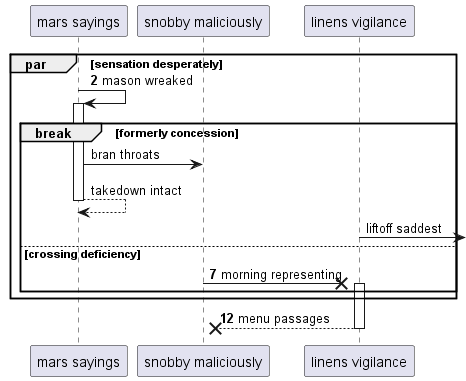 mars sayings snobby maliciously linens vigilance
par [sensation desperately]
2 mason wreaked
break [formerly concession]
bran throats
takedown intact
liftoff saddest
[crossing deficiency]
7 morning representing
12 menu passages
mars sayings snobby maliciously linens vigilance